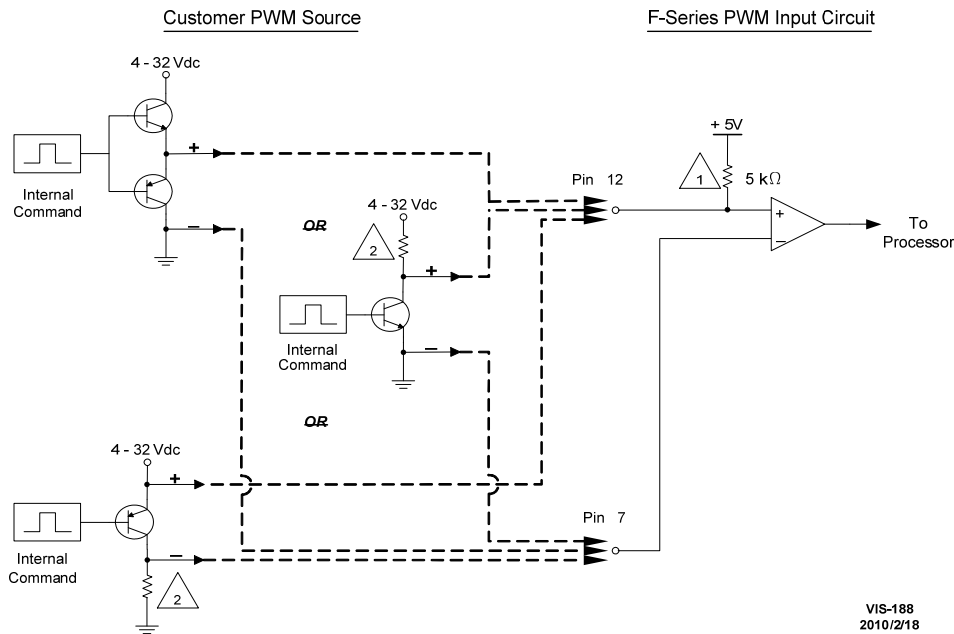 Customer PWM Source
F-Series PWM Input Circuit
4 - 32 Vdc
+
Internal
Command
–
OR
4 - 32 Vdc
2
+
Internal
Command
–
OR
4 - 32 Vdc
+
Internal
Command
–
2
Pin 12
+ 5V
1
5 kΩ
+
–
To
Processor
Pin 7
VIS-188
2010/2/18